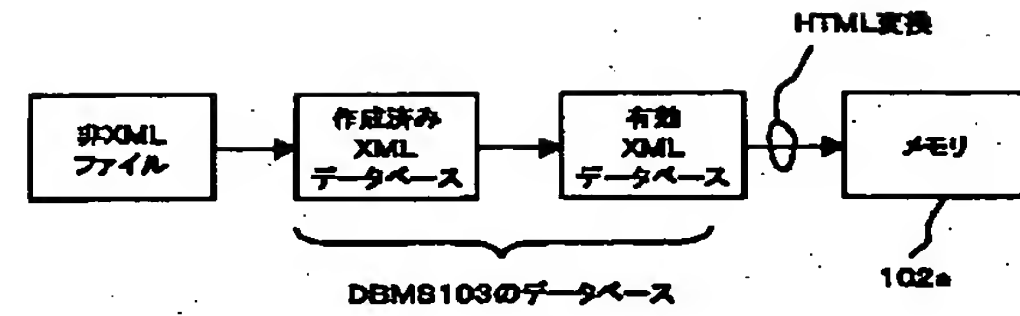 HTML変換
非XML
ファイル
作成済み
XML
データベース
有効
XML
データベース
メモリ
102a
DBMS103のデータベース